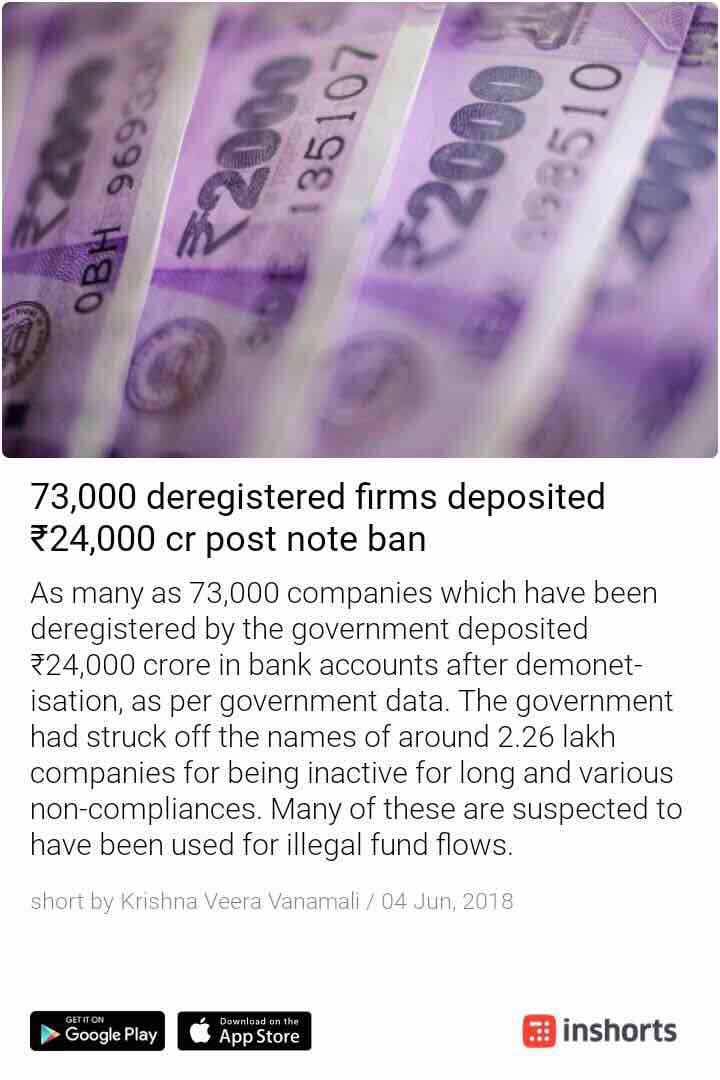 ₹2000
0BH 969
₹2000
135107
₹2000
98510
73,000 deregistered firms deposited
₹24,000 cr post note ban
As many as 73,000 companies which have been
deregistered by the government deposited
₹24,000 crore in bank accounts after demonet-
isation, as per government data. The government
had struck off the names of around 2.26 lakh
companies for being inactive for long and various
non-compliances. Many of these are suspected to
have been used for illegal fund flows.
short by Krishna Veera Vanamali / 04 Jun, 2018
GET IT ON
Google Play
Download on the
App Store
inshorts